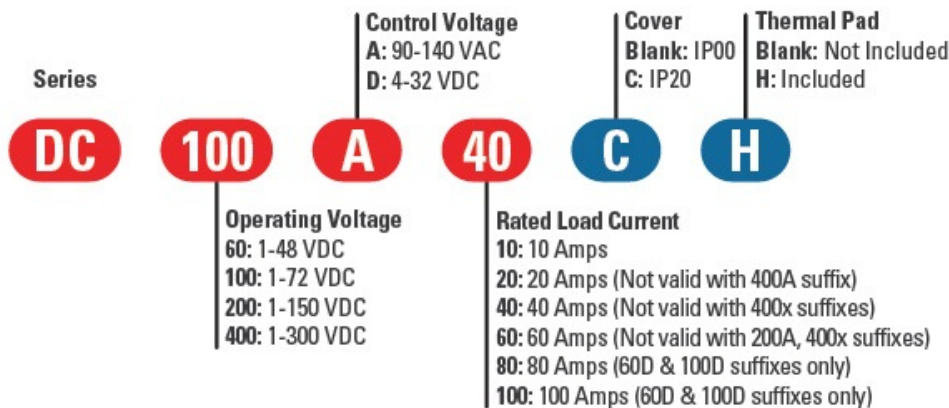 Series
DC
100
Operating Voltage
60: 1-48 VDC
100: 1-72 VDC
200: 1-150 VDC
400: 1-300 VDC
Control Voltage
A: 90-140 VAC
D: 4-32 VDC
A
40
Rated Load Current
10: 10 Amps
20: 20 Amps (Not valid with 400A suffix)
40: 40 Amps (Not valid with 400x suffixes)
60: 60 Amps (Not valid with 200A, 400x suffixes)
80: 80 Amps (60D & 100D suffixes only)
100: 100 Amps (60D & 100D suffixes only)
Cover
Blank: IP00
C: IP20
C
Thermal Pad
Blank: Not Included
H: Included
H